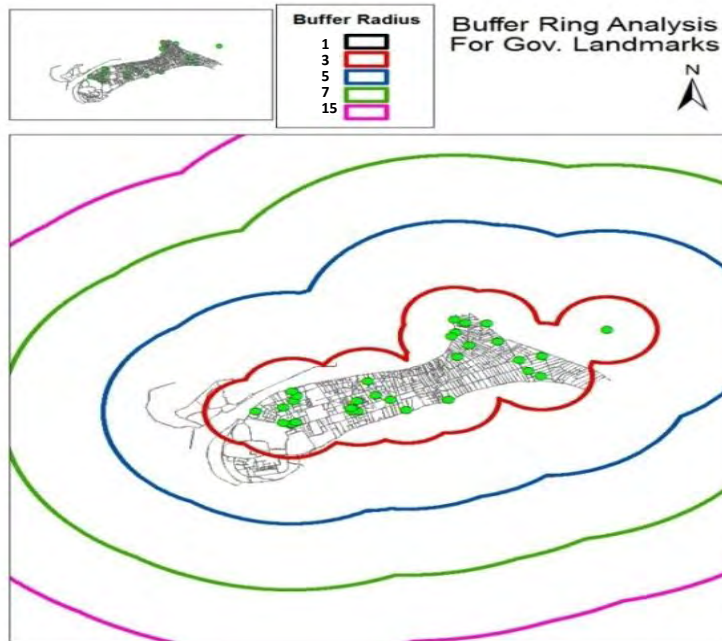 Buffer Radius
1
3
5
7
15
Buffer Ring Analysis
For Gov. Landmarks
N